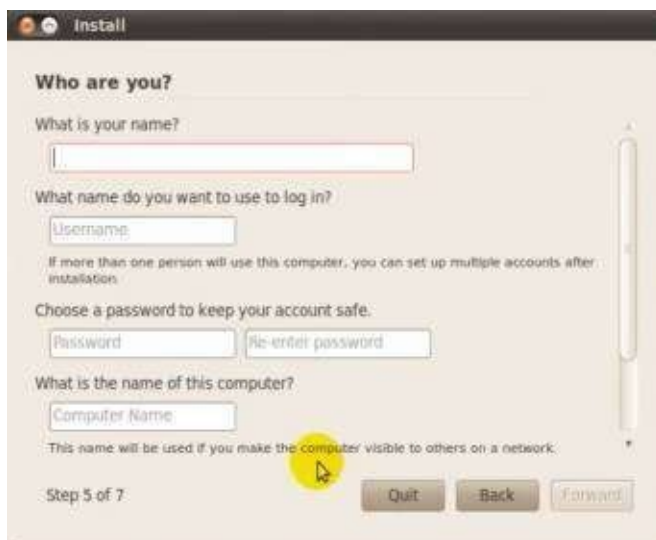 Install
Who are you?
What is your name?
What name do you want to use to log in?
Username
If more than one person will use this computer, you can set up multiple accounts after
installation.
Choose a password to keep your account safe.
Password Re-enter password
What is the name of this computer?
Computer Name
This name will be used if you make the computer visible to others on a network.
Step 5 of 7 Quit Back Forward